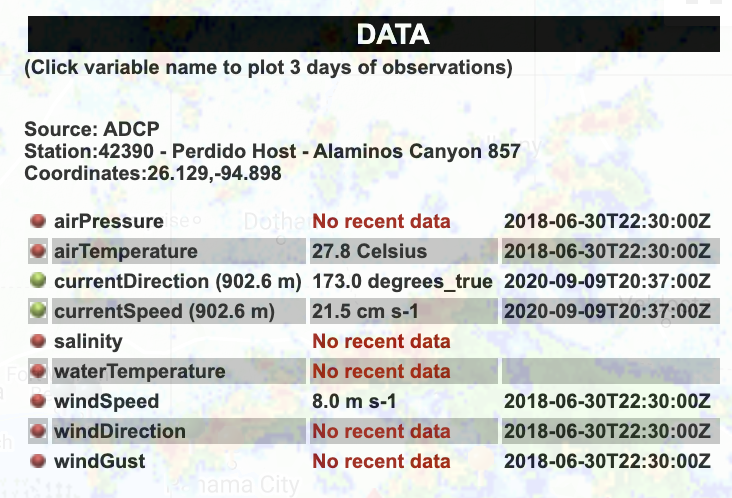 DATA
(Click variable name to plot 3 days of observations)
Source: ADCP
Station:42390 - Perdido Host - Alaminos Canyon 857
Coordinates:26.129,-94.898
airPressure No recent data 2018-06-30T22:30:00Z
airTemperature 27.8 Celsius 2018-06-30T22:30:00Z
currentDirection (902.6 m) 173.0 degrees_true 2020-09-09T20:37:00Z
currentSpeed (902.6 m) 21.5 cm s-1 2020-09-09T20:37:00Z
salinity No recent data
waterTemperature No recent data
windSpeed 8.0 m s-1 2018-06-30T22:30:00Z
windDirection No recent data 2018-06-30T22:30:00Z
windGust No recent data 2018-06-30T22:30:00Z